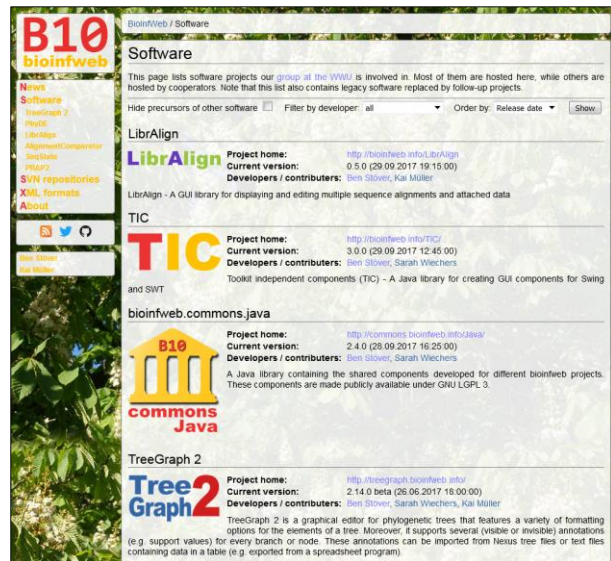 B10
bioinfweb
News
Software
TreeGraph 2
PhyDE
LibrAlign
AlignmentComparator
SeqState
PRAP2
SVN repositories
XML formats
About
Ben Stöver
Kai Müller
BioInfWeb / Software
Software
This page lists software projects our group at the WWU is involved in. Most of them are hosted here, while others are
hosted by cooperators. Note that this list also contains legacy software replaced by follow-up projects.
Hide precursors of other software Filter by developer: all Order by: Release date Show
LibrAlign
LibrAlign
Project home: http://bioinfweb.info/LibrAlign
Current version: 0.5.0 (29.09.2017 19:15:00)
Developers / contributers: Ben Stöver, Kai Müller
LibrAlign - A GUI library for displaying and editing multiple sequence alignments and attached data
TIC
TIC
Project home: http://bioinfweb.info/TIC/
Current version: 3.0.0 (29.09.2017 12:45:00)
Developers / contributers: Ben Stöver, Sarah Wiechers
Toolkit independent components (TIC) - A Java library for creating GUI components for Swing
and SWT
bioinfweb.commons.java
B10
commons
Java
Project home: http://commons.bioinfweb.info/Java/
Current version: 2.4.0 (28.09.2017 16:25:00)
Developers / contributers: Ben Stöver, Sarah Wiechers
A Java library containing the shared components developed for different bioinfweb projects.
These components are made publicly available under GNU LGPL 3.
TreeGraph 2
Tree
Graph 2
Project home: http://treegraph.bioinfweb.info/
Current version: 2.14.0 beta (26.06.2017 18:00:00)
Developers / contributers: Ben Stöver, Sarah Wiechers, Kai Müller
TreeGraph 2 is a graphical editor for phylogenetic trees that features a variety of formatting
options for the elements of a tree. Moreover, it supports several (visible or invisible) annotations
(e.g. support values) for every branch or node. These annotations can be imported from Nexus tree files or text files
containing data in a table (e.g. exported from a spreadsheet program).